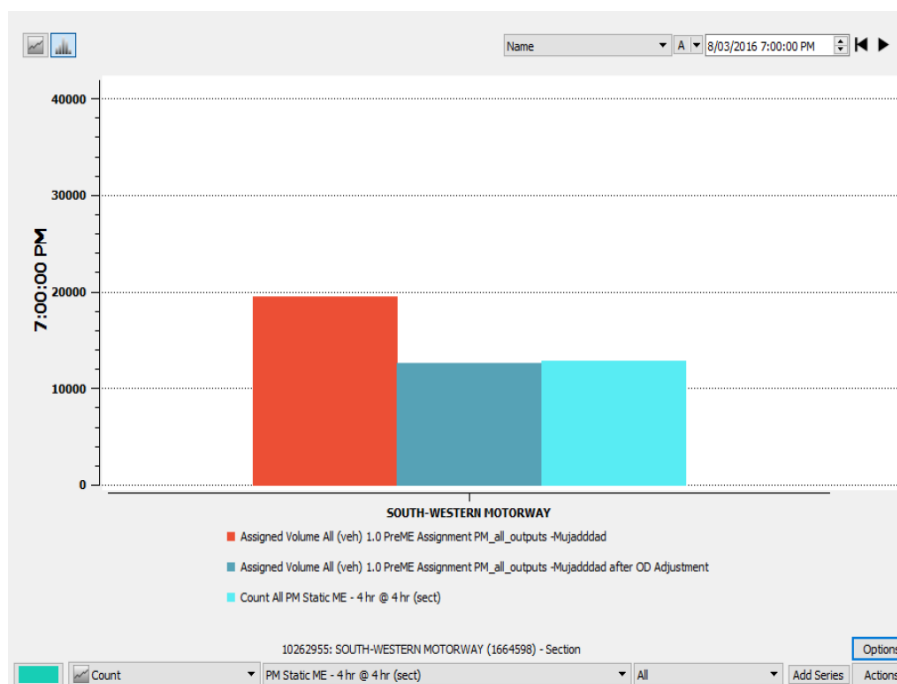 Name
A
8/03/2016 7:00:00 PM
40000
30000
20000
10000
0
7:00:00 PM
SOUTH-WESTERN MOTORWAY
Assigned Volume All (veh) 1.0 PreME Assignment PM_all_outputs -Mujadddad
Assigned Volume All (veh) 1.0 PreME Assignment PM_all_outputs -Mujadddad after OD Adjustment
Count All PM Static ME - 4 hr @ 4 hr (sect)
10262955: SOUTH-WESTERN MOTORWAY (1664598) - Section
Options
Count
PM Static ME - 4 hr @ 4 hr (sect)
All
Add Series
Actions